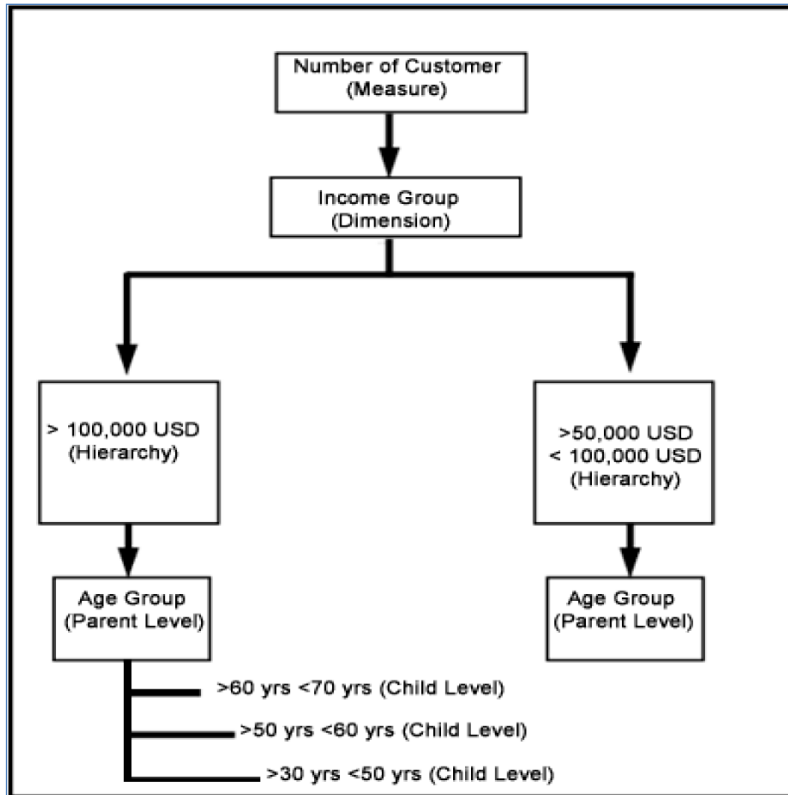 Number of Customer
(Measure)
Income Group
(Dimension)
> 100,000 USD
(Hierarchy)
>50,000 USD
< 100,000 USD
(Hierarchy)
Age Group
(Parent Level)
Age Group
(Parent Level)
>60 yrs <70 yrs (Child Level)
>50 yrs <60 yrs (Child Level)
>30 yrs <50 yrs (Child Level)